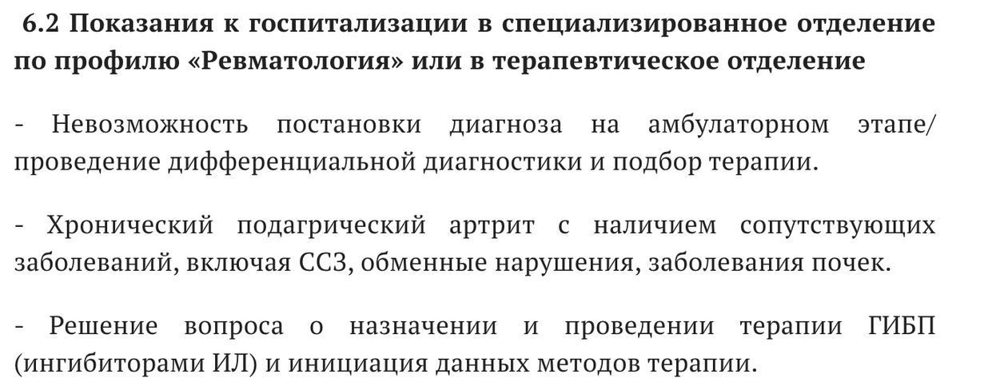 6.2 Показания к госпитализации в специализированное отделение
по профилю «Ревматология» или в терапевтическое отделение
- Невозможность постановки диагноза на амбулаторном этапе/
проведение дифференциальной диагностики и подбор терапии.
- Хронический подагрический артрит с наличием сопутствующих
заболеваний, включая ССЗ, обменные нарушения, заболевания почек.
- Решение вопроса о назначении и проведении терапии ГИБП
(ингибиторами ИЛ) и инициация данных методов терапии.